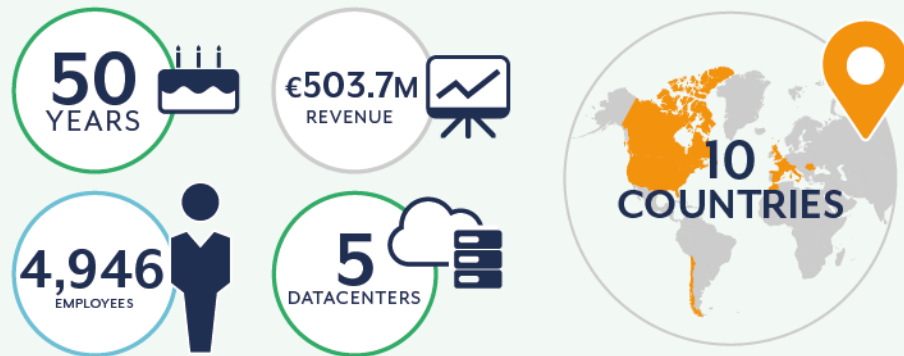 50
YEARS
€503.7M
REVENUE
4,946
EMPLOYEES
5
DATACENTERS
10
COUNTRIES